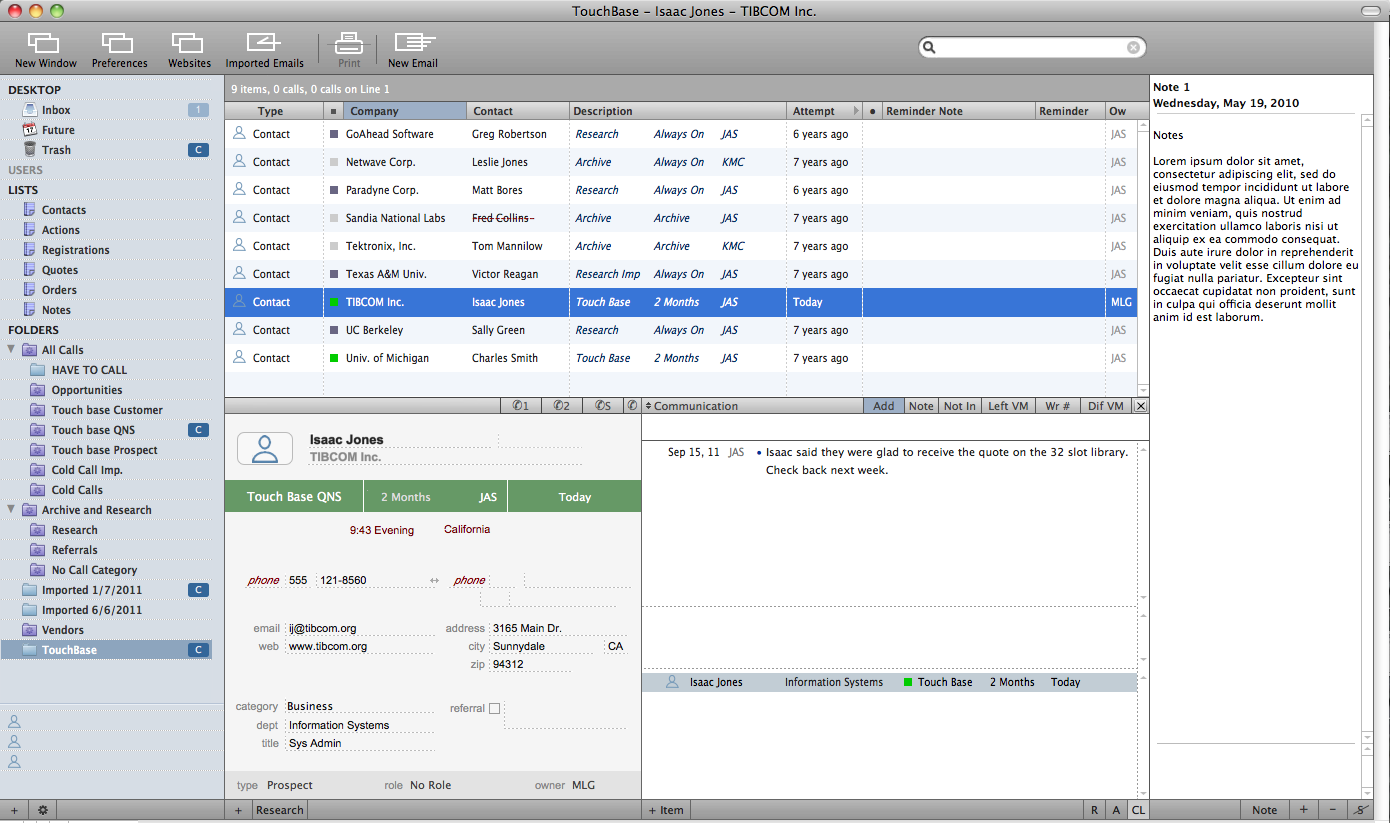 TouchBase – Isaac Jones – TIBCOM Inc.
New Window Preferences Websites Imported Emails Print New Email
DESKTOP
Inbox 1
Future
Trash C
USERS
LISTS
Contacts
Actions
Registrations
Quotes
Orders
Notes
FOLDERS
All Calls
HAVE TO CALL
Opportunities
Touch base Customer
Touch base QNS C
Touch base Prospect
Cold Call Imp.
Cold Calls
Archive and Research
Research
Referrals
No Call Category
Imported 1/7/2011 C
Imported 6/6/2011
Vendors
TouchBase C
9 items, 0 calls, 0 calls on Line 1
Type Company Contact Description Attempt Reminder Note Reminder Ow
Contact GoAhead Software Greg Robertson Research Always On JAS 6 years ago JAS
Contact Netwave Corp. Leslie Jones Archive Always On KMC 7 years ago JAS
Contact Paradyne Corp. Matt Bores Research Always On JAS 6 years ago JAS
Contact Sandia National Labs Fred Collins- Archive Archive JAS 7 years ago JAS
Contact Tektronix, Inc. Tom Mannilow Archive Archive KMC 7 years ago JAS
Contact Texas A&M Univ. Victor Reagan Research Imp Always On JAS 7 years ago JAS
Contact TIBCOM Inc. Isaac Jones Touch Base 2 Months JAS Today MLG
Contact UC Berkeley Sally Green Research Always On JAS 7 years ago JAS
Contact Univ. of Michigan Charles Smith Touch Base 2 Months JAS 7 years ago JAS
✆1 ✆2 ✆S ✆
Isaac Jones
TIBCOM Inc.
Touch Base QNS 2 Months JAS Today
9:43 Evening California
phone 555 121-8560 ↔ phone
email ij@tibcom.org address 3165 Main Dr.
web www.tibcom.org city Sunnydale CA
zip 94312
category Business referral
dept Information Systems
title Sys Admin
type Prospect role No Role owner MLG
Communication Add Note Not In Left VM Wr # Dif VM
Sep 15, 11 JAS • Isaac said they were glad to receive the quote on the 32 slot library.
Check back next week.
Isaac Jones Information Systems Touch Base 2 Months Today
Note 1
Wednesday, May 19, 2010
Notes
Lorem ipsum dolor sit amet,
consectetur adipiscing elit, sed do
eiusmod tempor incididunt ut labore
et dolore magna aliqua. Ut enim ad
minim veniam, quis nostrud
exercitation ullamco laboris nisi ut
aliquip ex ea commodo consequat.
Duis aute irure dolor in reprehenderit
in voluptate velit esse cillum dolore eu
fugiat nulla pariatur. Excepteur sint
occaecat cupidatat non proident, sunt
in culpa qui officia deserunt mollit
anim id est laborum.
+ + Research + Item R A CL Note + – S